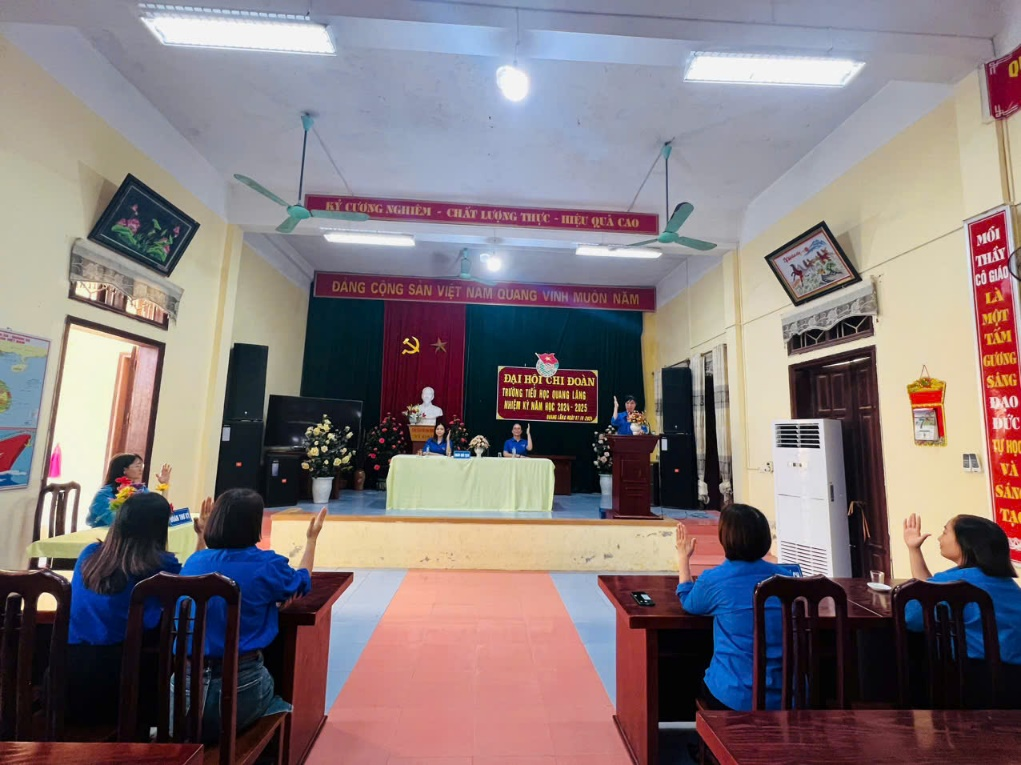 KỶ CƯƠNG NGHIÊM - CHẤT LƯỢNG THỰC - HIỆU QUẢ CAO
ĐẢNG CỘNG SẢN VIỆT NAM QUANG VINH MUÔN NĂM
ĐẠI HỘI CHI ĐOÀN
TRƯỜNG TIỂU HỌC QUANG LÃNG
NHIỆM KỲ NĂM HỌC 2024 - 2025
MỖI
THẦY
CÔ GIÁO
LÀ
MỘT
TẤM
GƯƠNG
SÁNG
ĐẠO
ĐỨC
TỰ HỌC
VÀ
SÁNG
TẠO